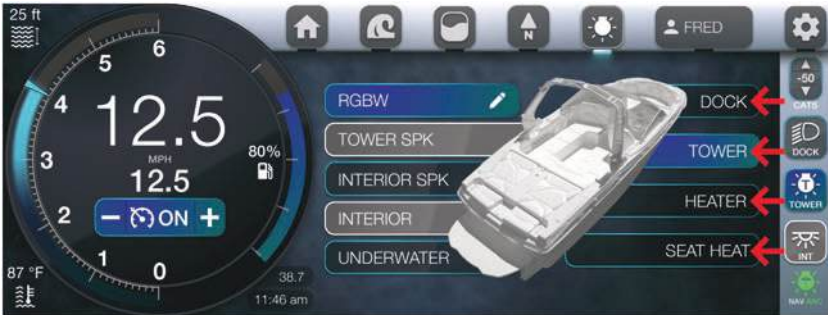 25 ft
N
FRED
6
5
4
3
2
1
0
12.5
MPH
12.5
ON
80%
87 °F
38.7
11:46 am
RGBW
TOWER SPK
INTERIOR SPK
INTERIOR
UNDERWATER
DOCK
TOWER
HEATER
SEAT HEAT
-50
CATS
DOCK
T
TOWER
INT
NAV ANC